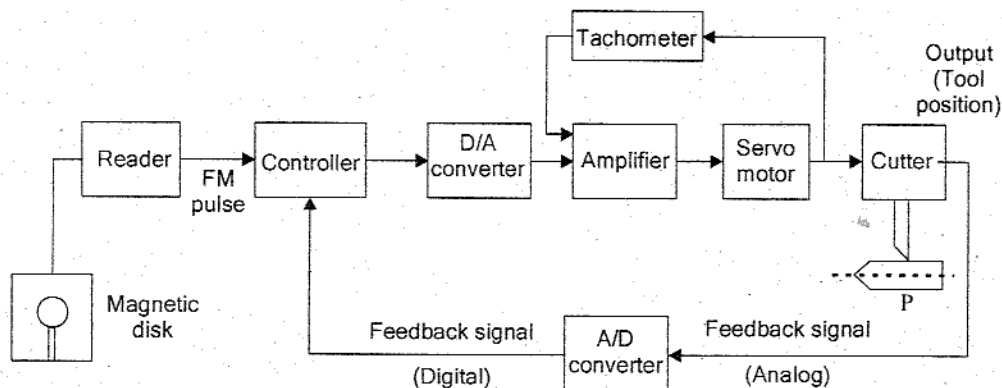 Tachometer
Output
(Tool
position)
Reader
FM
pulse
Controller
D/A
converter
Amplifier
Servo
motor
Cutter
P
Magnetic
disk
Feedback signal
(Digital)
A/D
converter
Feedback signal
(Analog)